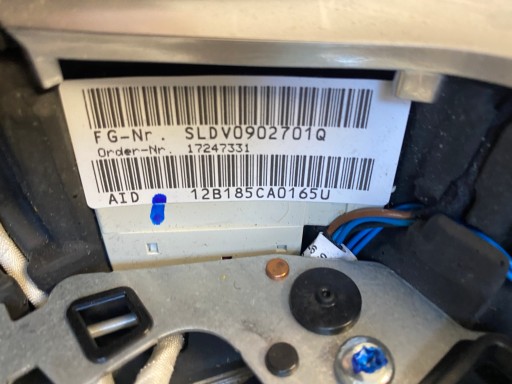 FG-Nr. SLDV0902701Q
Order-Nr. 17247331
AID 12B185CA0165U